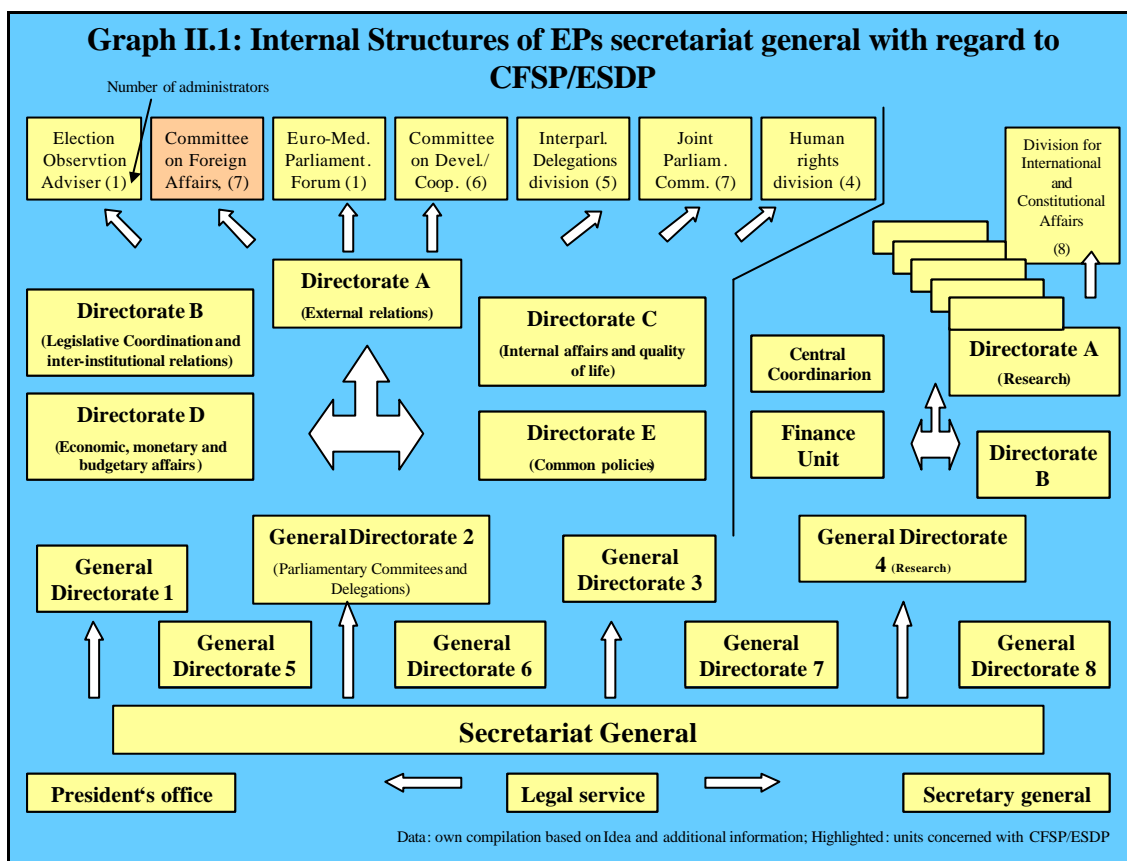 Graph II.1: Internal Structures of EPs secretariat general with regard to
CFSP/ESDP
Number of administrators
Election
Observtion
Adviser (1)
Committee
on Foreign
Affairs, (7)
Euro-Med.
Parliament.
Forum (1)
Committee
on Devel./
Coop. (6)
Interparl.
Delegations
division (5)
Joint
Parliam.
Comm. (7)
Human
rights
division (4)
Division for
International
and
Constitutional
Affairs
(8)
Directorate A
(External relations)
Directorate B
(Legislative Coordination and
inter-institutional relations)
Directorate C
(Internal affairs and quality
of life)
Directorate D
(Economic, monetary and
budgetary affairs)
Directorate E
(Common policies)
Central
Coordinarion
Finance
Unit
Directorate A
(Research)
Directorate
B
General
Directorate 1
General Directorate 2
(Parliamentary Commitees and
Delegations)
General
Directorate 3
General Directorate
4 (Research)
General
Directorate 5
General
Directorate 6
General
Directorate 7
General
Directorate 8
Secretariat General
President‘s office
Legal service
Secretary general
Data: own compilation based on Idea and additional information; Highlighted: units concerned with CFSP/ESDP